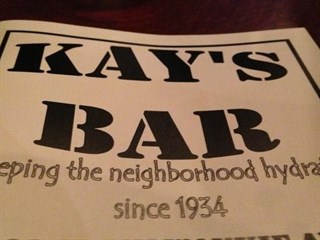 KAY'S
BAR
eping the neighborhood hydra
since 1934